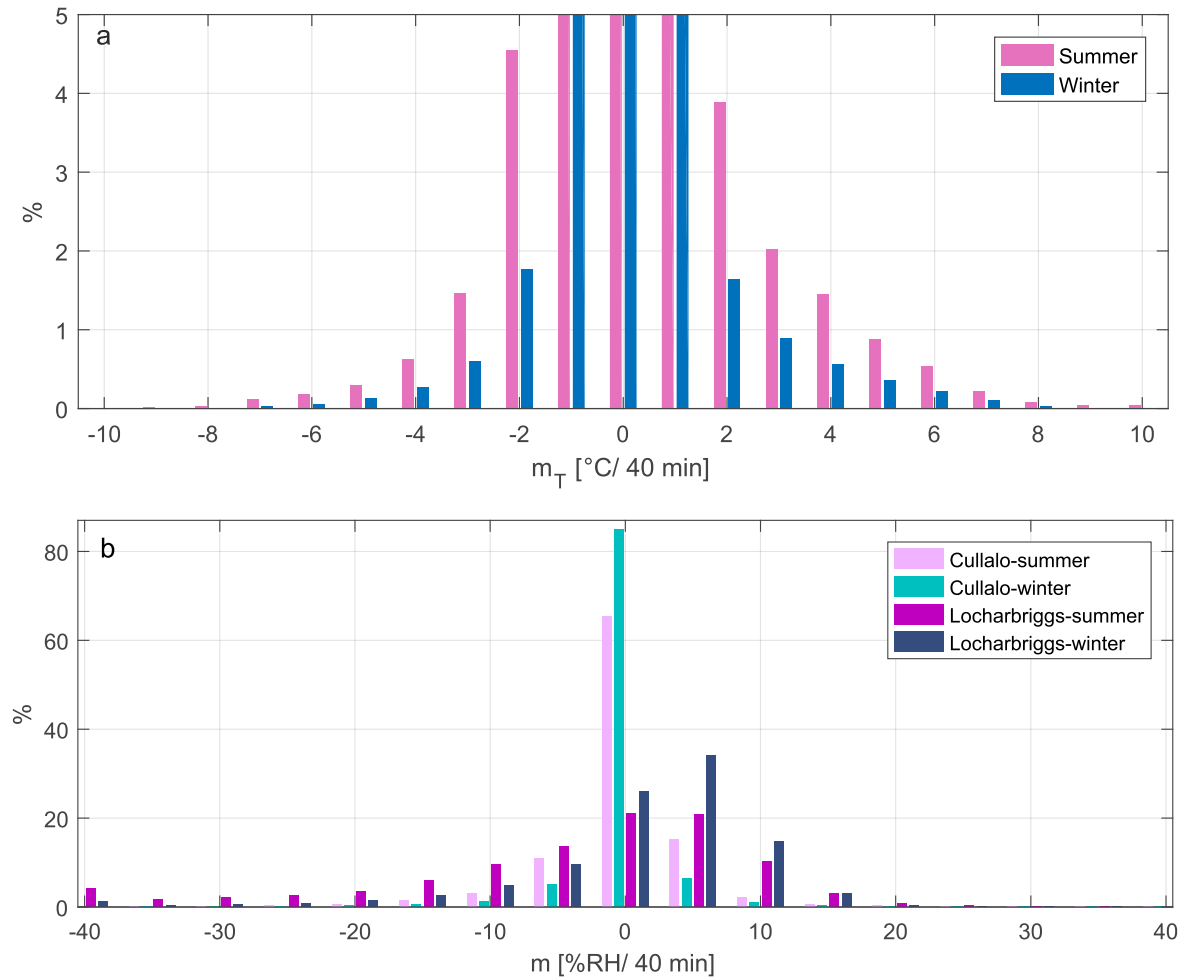 a
5
4
3
2
1
0
%
Summer
Winter
-10 -8 -6 -4 -2 0 2 4 6 8 10
m_T [°C/ 40 min]
b
80
60
40
20
0
%
Cullalo-summer
Cullalo-winter
Locharbriggs-summer
Locharbriggs-winter
-40 -30 -20 -10 0 10 20 30 40
m [%RH/ 40 min]